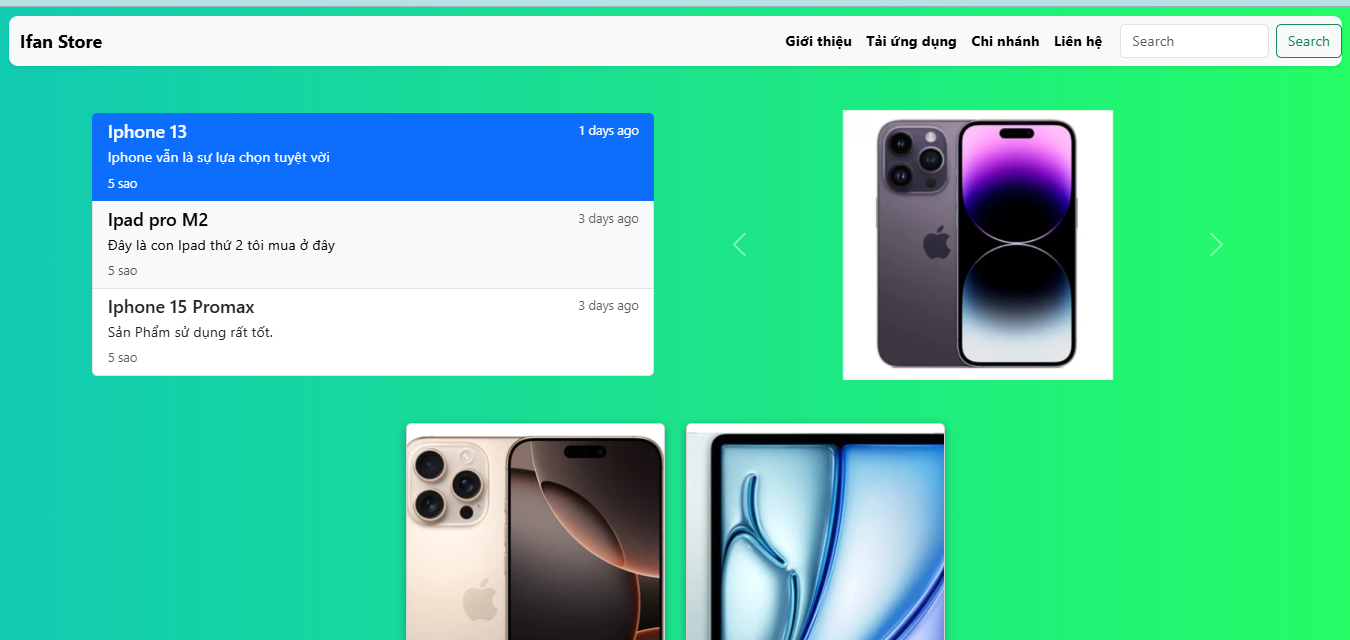 Ifan Store
Giới thiệu Tải ứng dụng Chi nhánh Liên hệ Search Search
Iphone 13 1 days ago
Iphone vẫn là sự lựa chọn tuyệt vời
5 sao
Ipad pro M2 3 days ago
Đây là con Ipad thứ 2 tôi mua ở đây
5 sao
Iphone 15 Promax 3 days ago
Sản Phẩm sử dụng rất tốt.
5 sao